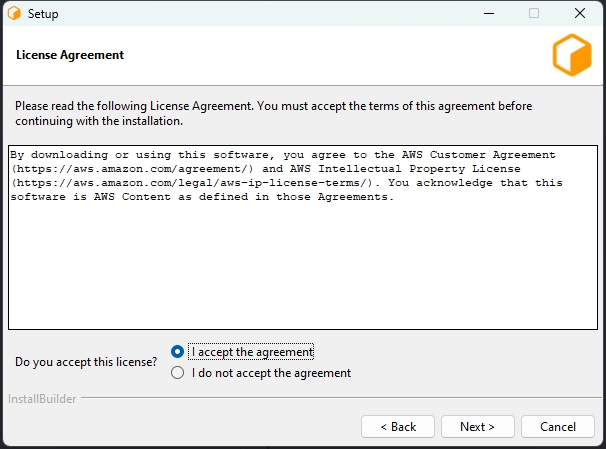 Setup
License Agreement
Please read the following License Agreement. You must accept the terms of this agreement before
continuing with the installation.
By downloading or using this software, you agree to the AWS Customer Agreement
(https://aws.amazon.com/agreement/) and AWS Intellectual Property License
(https://aws.amazon.com/legal/aws-ip-license-terms/). You acknowledge that this
software is AWS Content as defined in those Agreements.
Do you accept this license?
I accept the agreement
I do not accept the agreement
InstallBuilder
< Back
Next >
Cancel